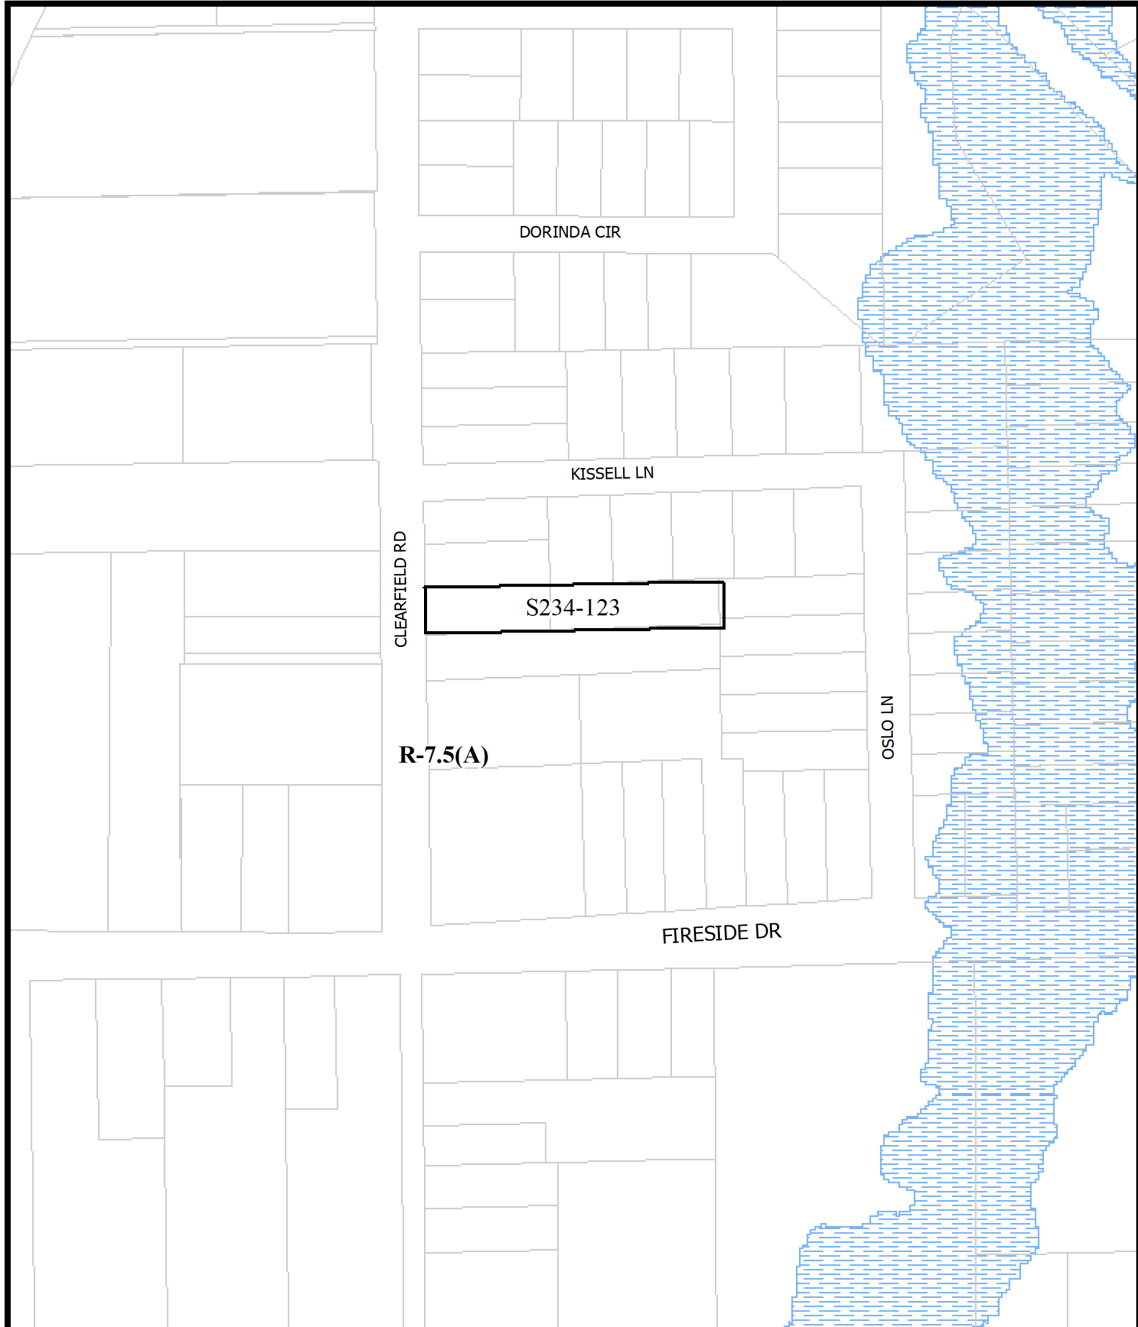 DORINDA CIR
KISSELL LN
CLEARFIELD RD
S234-123
OSLO LN
R-7.5(A)
FIRESIDE DR